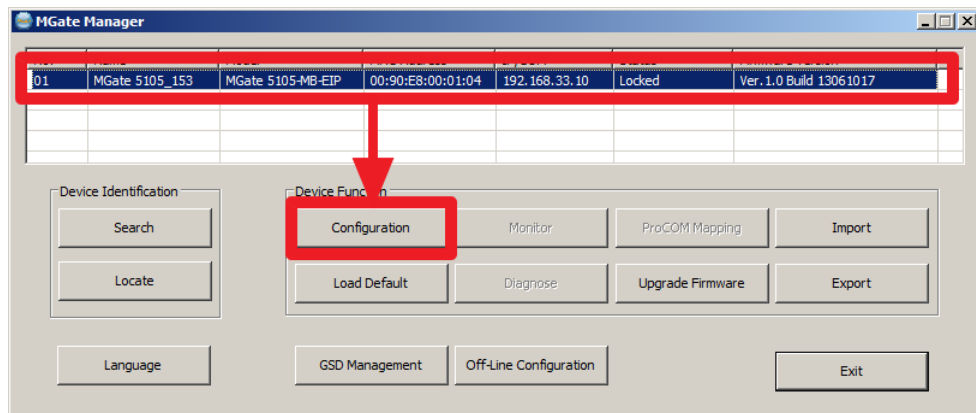 MGate Manager
01 MGate 5105_153 MGate 5105-MB-EIP 00:90:E8:00:01:04 192.168.33.10 Locked Ver.1.0 Build 13061017
Device Identification
Device Function
Search
Configuration
Monitor
ProCOM Mapping
Import
Locate
Load Default
Diagnose
Upgrade Firmware
Export
Language
GSD Management
Off-Line Configuration
Exit